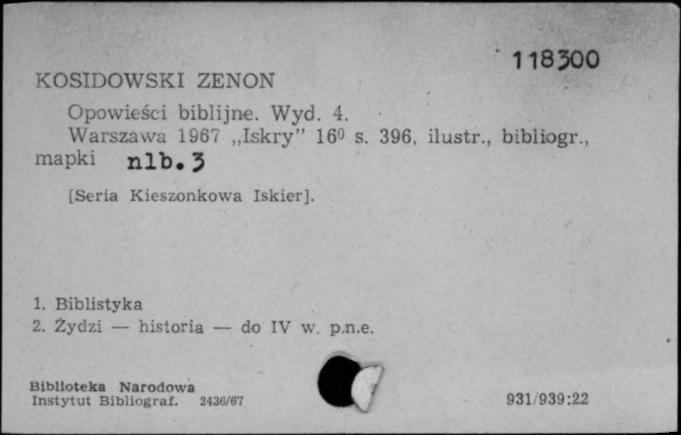 118300
KOSIDOWSKI ZENON
Opowieści biblijne. Wyd. 4.
Warszawa 1967 „Iskry” 16⁰ s. 396, ilustr., bibliogr.,
mapki nlb. 3
[Seria Kieszonkowa Iskier].
1. Biblistyka
2. Żydzi — historia — do IV w. p.n.e.
Biblioteka Narodowa
Instytut Bibliograf. 2436/67
931/939:22